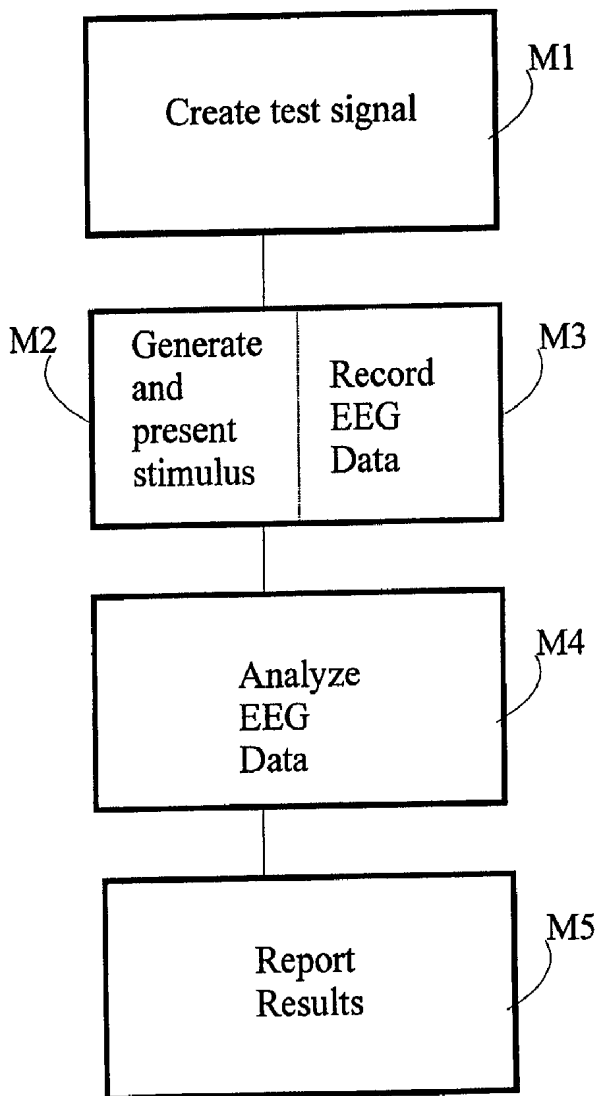 Create test signal
M1
M2
Generate
and
present
stimulus
Record
EEG
Data
M3
Analyze
EEG
Data
M4
Report
Results
M5